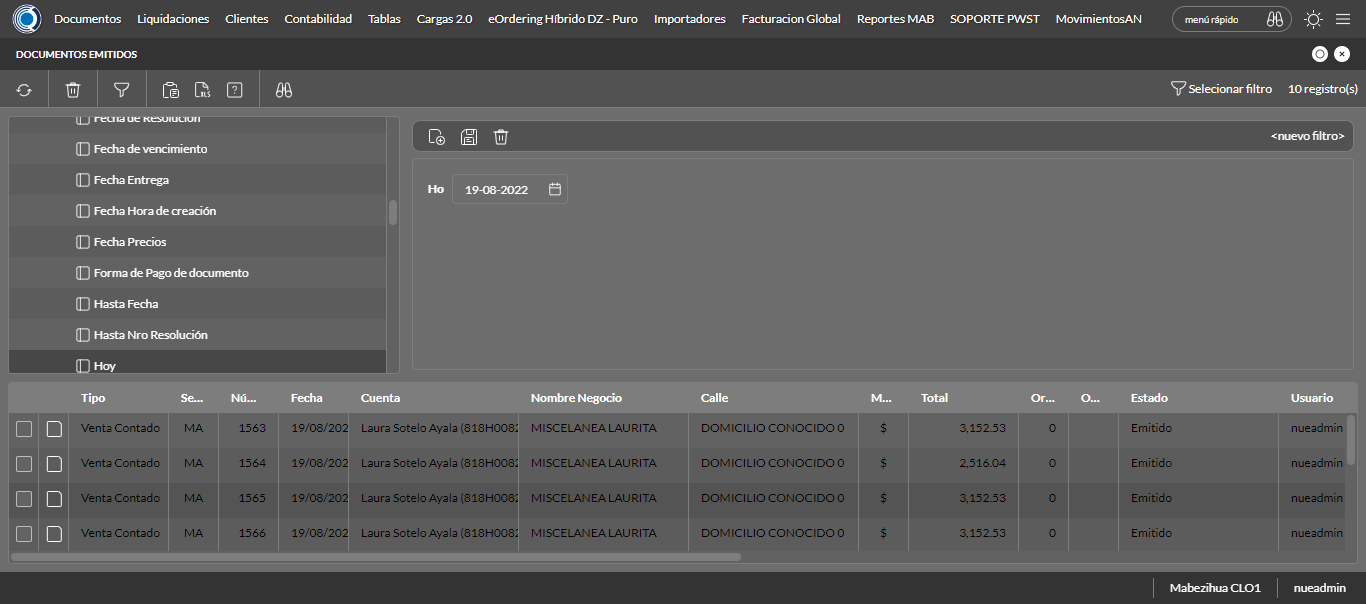 Documentos Liquidaciones Clientes Contabilidad Tablas Cargas 2.0 eOrdering Híbrido DZ - Puro Importadores Facturacion Global Reportes MAB SOPORTE PWST MovimientosAN menú rápido
DOCUMENTOS EMITIDOS
XLS ? Selecionar filtro 10 registro(s)
Fecha de Resolución
Fecha de vencimiento
Fecha Entrega
Fecha Hora de creación
Fecha Precios
Forma de Pago de documento
Hasta Fecha
Hasta Nro Resolución
Hoy
<nuevo filtro>
Ho 19-08-2022
Tipo Se... Nú... Fecha Cuenta Nombre Negocio Calle M... Total Or... O... Estado Usuario
Venta Contado MA 1563 19/08/202 Laura Sotelo Ayala (818H0082 MISCELANEA LAURITA DOMICILIO CONOCIDO 0 $ 3,152.53 0 Emitido nueadmin
Venta Contado MA 1564 19/08/202 Laura Sotelo Ayala (818H0082 MISCELANEA LAURITA DOMICILIO CONOCIDO 0 $ 2,516.04 0 Emitido nueadmin
Venta Contado MA 1565 19/08/202 Laura Sotelo Ayala (818H0082 MISCELANEA LAURITA DOMICILIO CONOCIDO 0 $ 3,152.53 0 Emitido nueadmin
Venta Contado MA 1566 19/08/202 Laura Sotelo Ayala (818H0082 MISCELANEA LAURITA DOMICILIO CONOCIDO 0 $ 3,152.53 0 Emitido nueadmin
Mabezihua CLO1 nueadmin